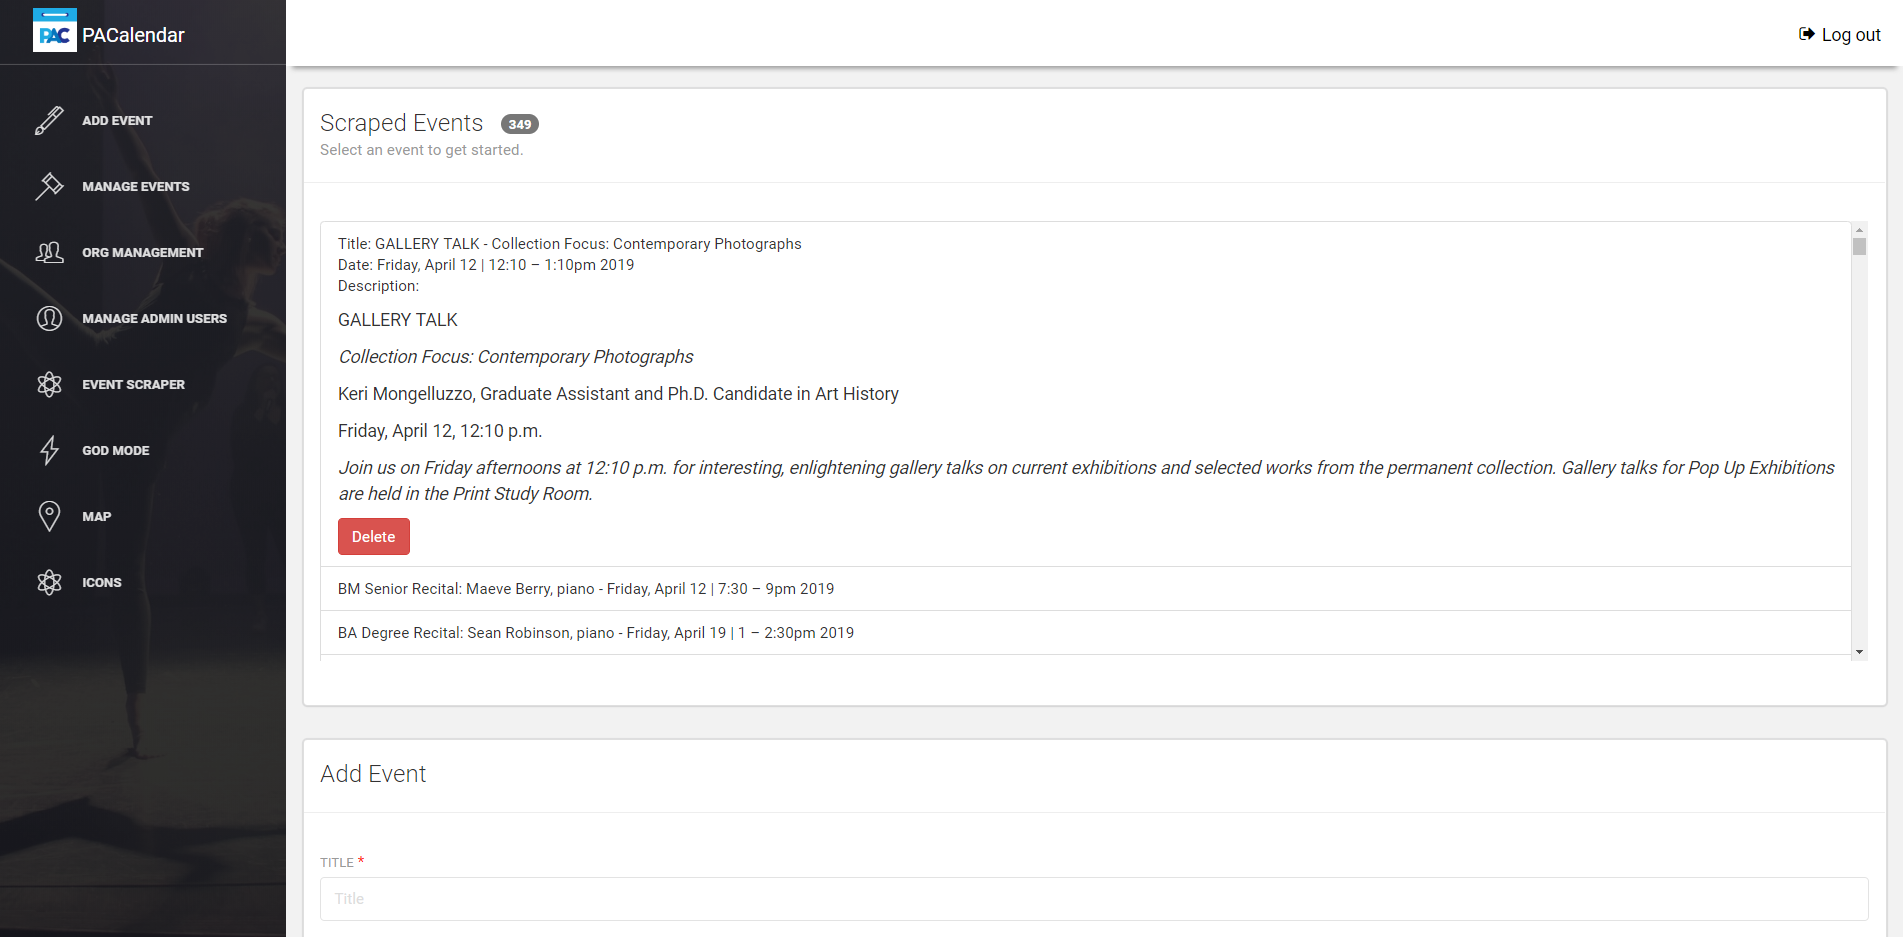 PAC PACalendar
Log out
ADD EVENT
MANAGE EVENTS
ORG MANAGEMENT
MANAGE ADMIN USERS
EVENT SCRAPER
GOD MODE
MAP
ICONS
Scraped Events 349
Select an event to get started.
Title: GALLERY TALK - Collection Focus: Contemporary Photographs
Date: Friday, April 12 | 12:10 – 1:10pm 2019
Description:
GALLERY TALK
Collection Focus: Contemporary Photographs
Keri Mongelluzzo, Graduate Assistant and Ph.D. Candidate in Art History
Friday, April 12, 12:10 p.m.
Join us on Friday afternoons at 12:10 p.m. for interesting, enlightening gallery talks on current exhibitions and selected works from the permanent collection. Gallery talks for Pop Up Exhibitions
are held in the Print Study Room.
Delete
BM Senior Recital: Maeve Berry, piano - Friday, April 12 | 7:30 – 9pm 2019
BA Degree Recital: Sean Robinson, piano - Friday, April 19 | 1 – 2:30pm 2019
Add Event
TITLE *
Title